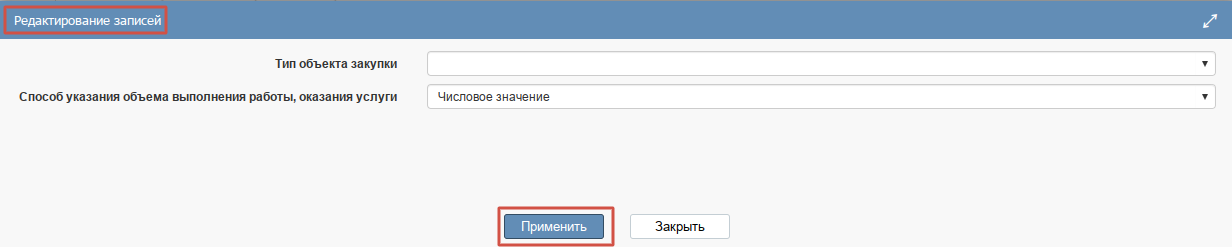 Редактирование записей
Тип объекта закупки
Способ указания объема выполнения работы, оказания услуги Числовое значение
Применить Закрыть